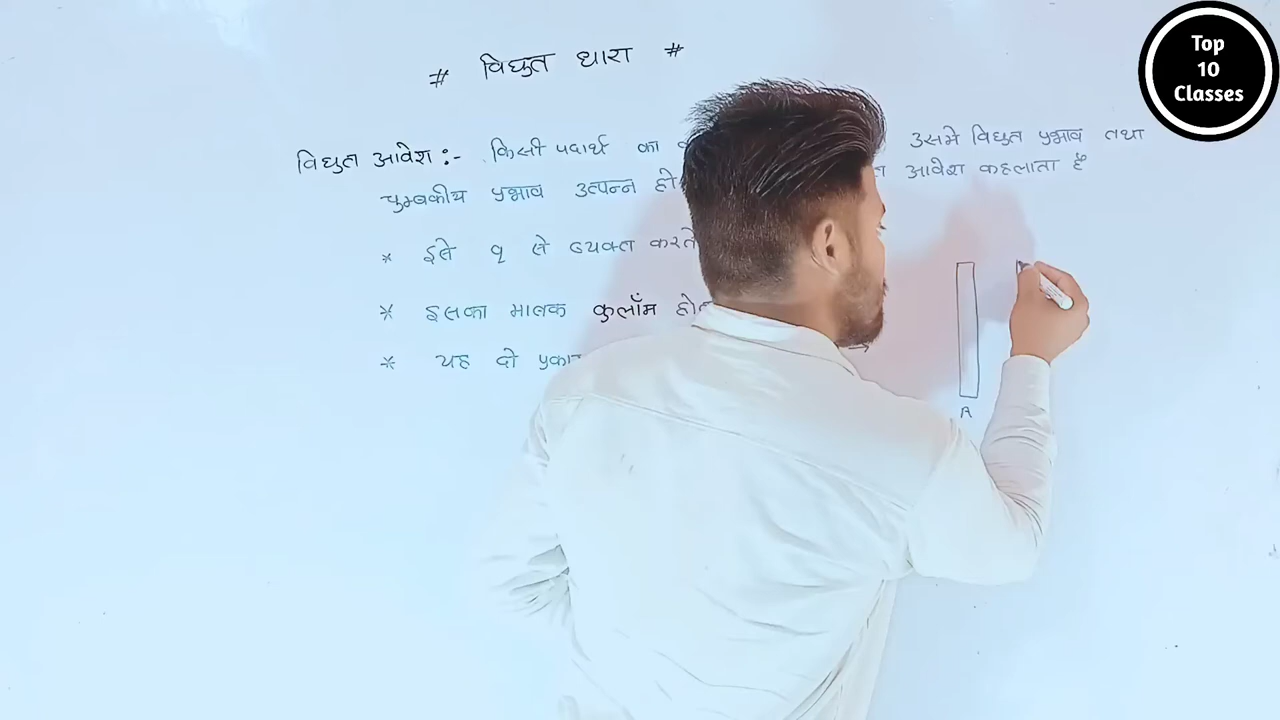 # विद्युत धारा #
Top
10
Classes
विद्युत आवेश :- किसी पदार्थ का उसमे विद्युत प्रभाव तथा
चुम्बकीय प्रभाव उत्पन्न हो आवेश कहलाता है
* इसे q से व्यक्त करते
* इसका मात्रक कुलॉम होता
* यह दो प्रकार
A